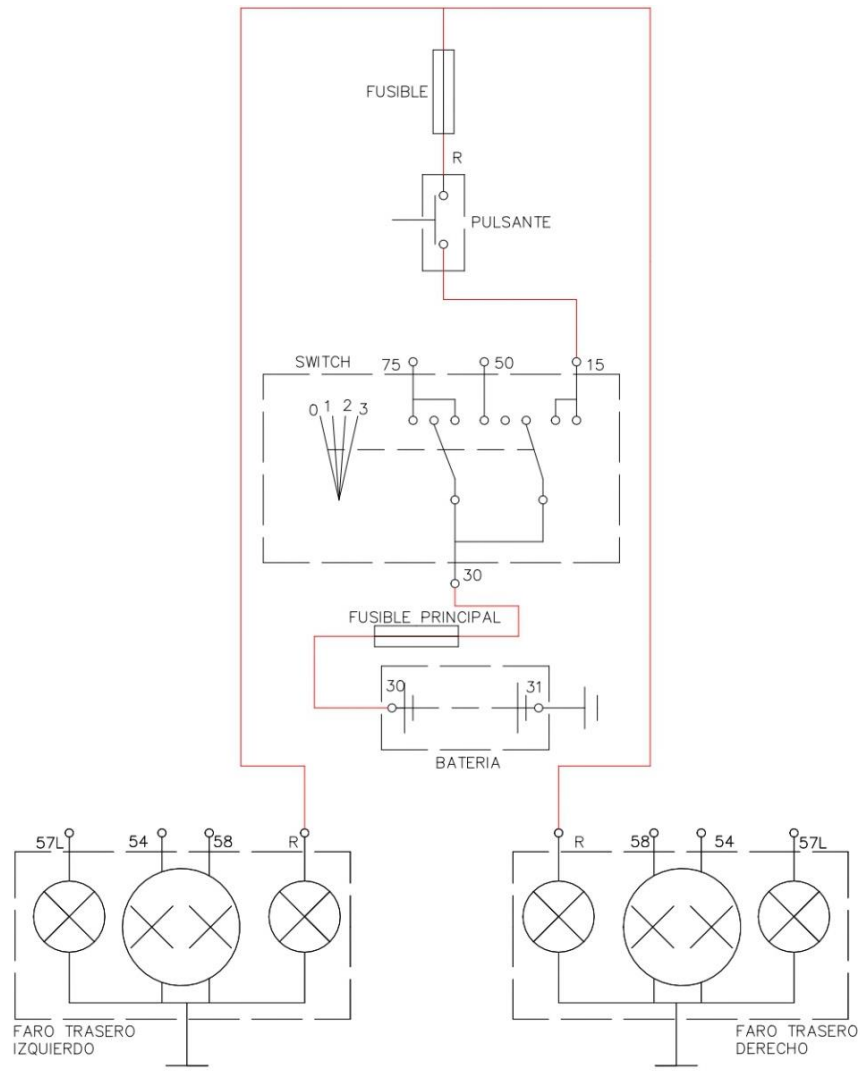 FUSIBLE
R
PULSANTE
SWITCH 75 50 15
0 1 2 3
30
FUSIBLE PRINCIPAL
30 31
BATERIA
57L 54 58 R
R 58 54 57L
FARO TRASERO
IZQUIERDO
FARO TRASERO
DERECHO